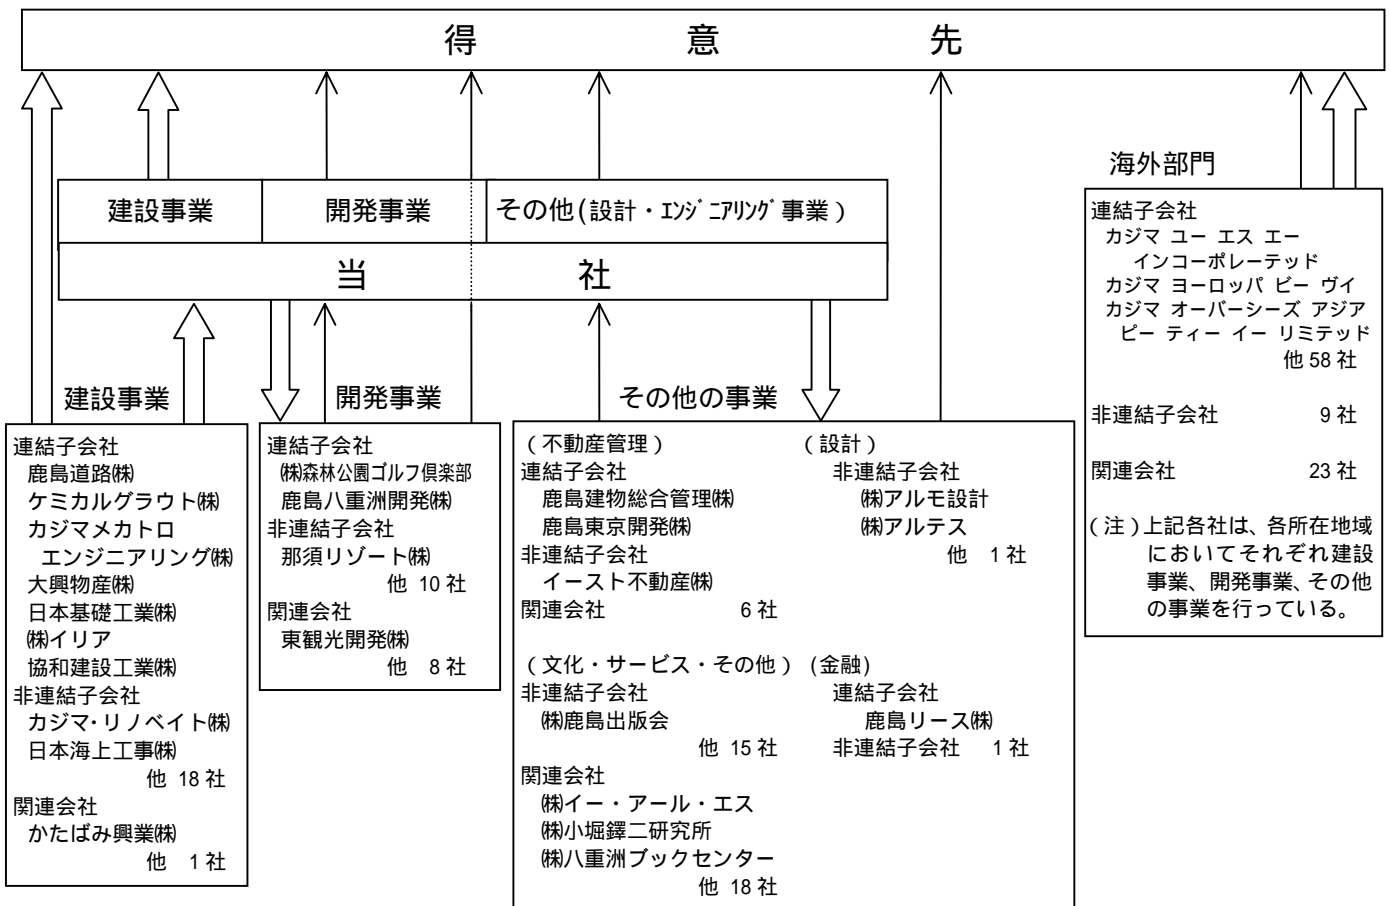 得意先
建設事業
開発事業
その他(設計・エンジニアリング事業)
当社
建設事業
連結子会社
鹿島道路㈱
ケミカルグラウト㈱
カジマメカトロ
エンジニアリング㈱
大興物産㈱
日本基礎工業㈱
㈱イリア
協和建設工業㈱
非連結子会社
カジマ・リノベイト㈱
日本海上工事㈱
他 18 社
関連会社
かたばみ興業㈱
他 1 社
開発事業
連結子会社
㈱森林公園ゴルフ倶楽部
鹿島八重洲開発㈱
非連結子会社
那須リゾート㈱
他 10 社
関連会社
東観光開発㈱
他 8 社
その他の事業
(不動産管理)
連結子会社
鹿島建物総合管理㈱
鹿島東京開発㈱
非連結子会社
イースト不動産㈱
関連会社 6 社
(設計)
非連結子会社
㈱アルモ設計
㈱アルテス
他 1 社
(文化・サービス・その他)
非連結子会社
㈱鹿島出版会
他 15 社
関連会社
㈱イー・アール・エス
㈱小堀鐸二研究所
㈱八重洲ブックセンター
他 18 社
(金融)
連結子会社
鹿島リース㈱
非連結子会社 1 社
海外部門
連結子会社
カジマ ユー エス エー
インコーポレーテッド
カジマ ヨーロッパ ビー ヴイ
カジマ オーバーシーズ アジア
ピー ティー イー リミテッド
他 58 社
非連結子会社 9 社
関連会社 23 社
(注)上記各社は、各所在地域
においてそれぞれ建設
事業、開発事業、その他
の事業を行っている。